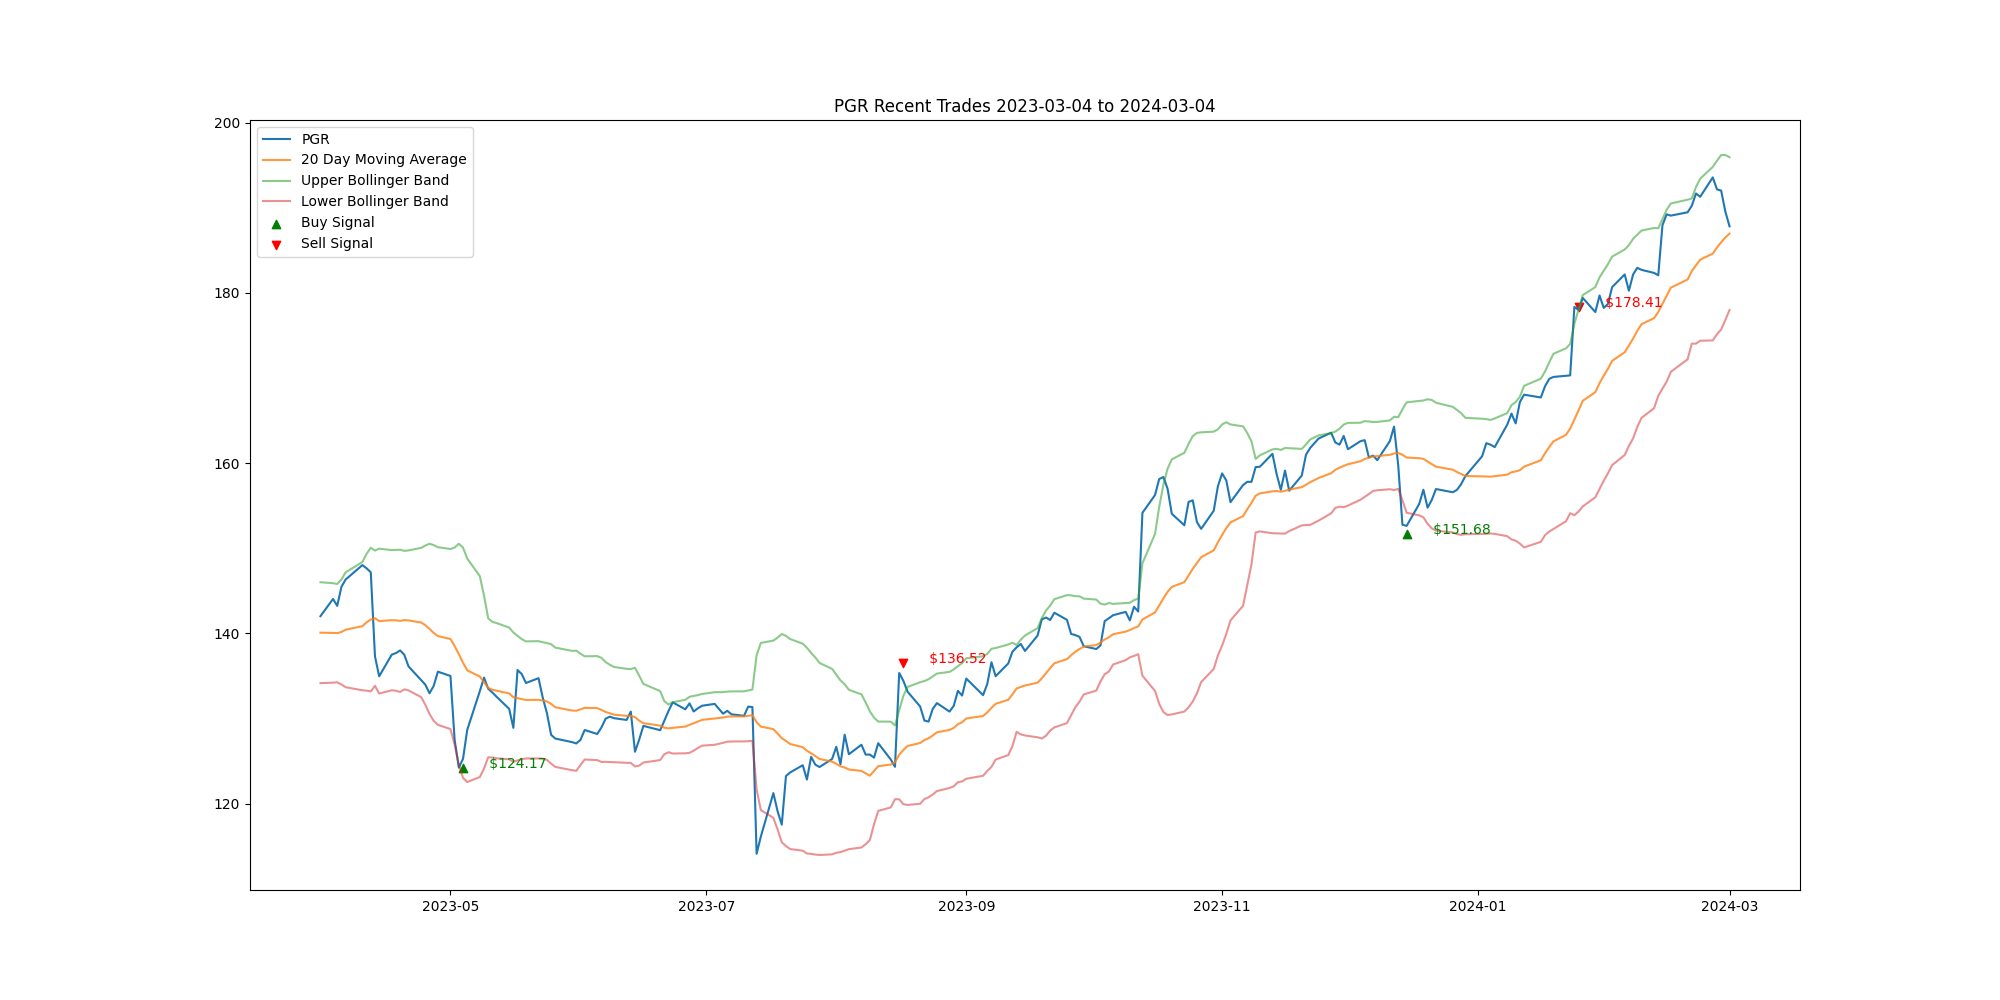 PGR Recent Trades 2023-03-04 to 2024-03-04
200
180
160
140
120
PGR
20 Day Moving Average
Upper Bollinger Band
Lower Bollinger Band
Buy Signal
Sell Signal
$178.41
$151.68
$136.52
$124.17
2023-05
2023-07
2023-09
2023-11
2024-01
2024-03